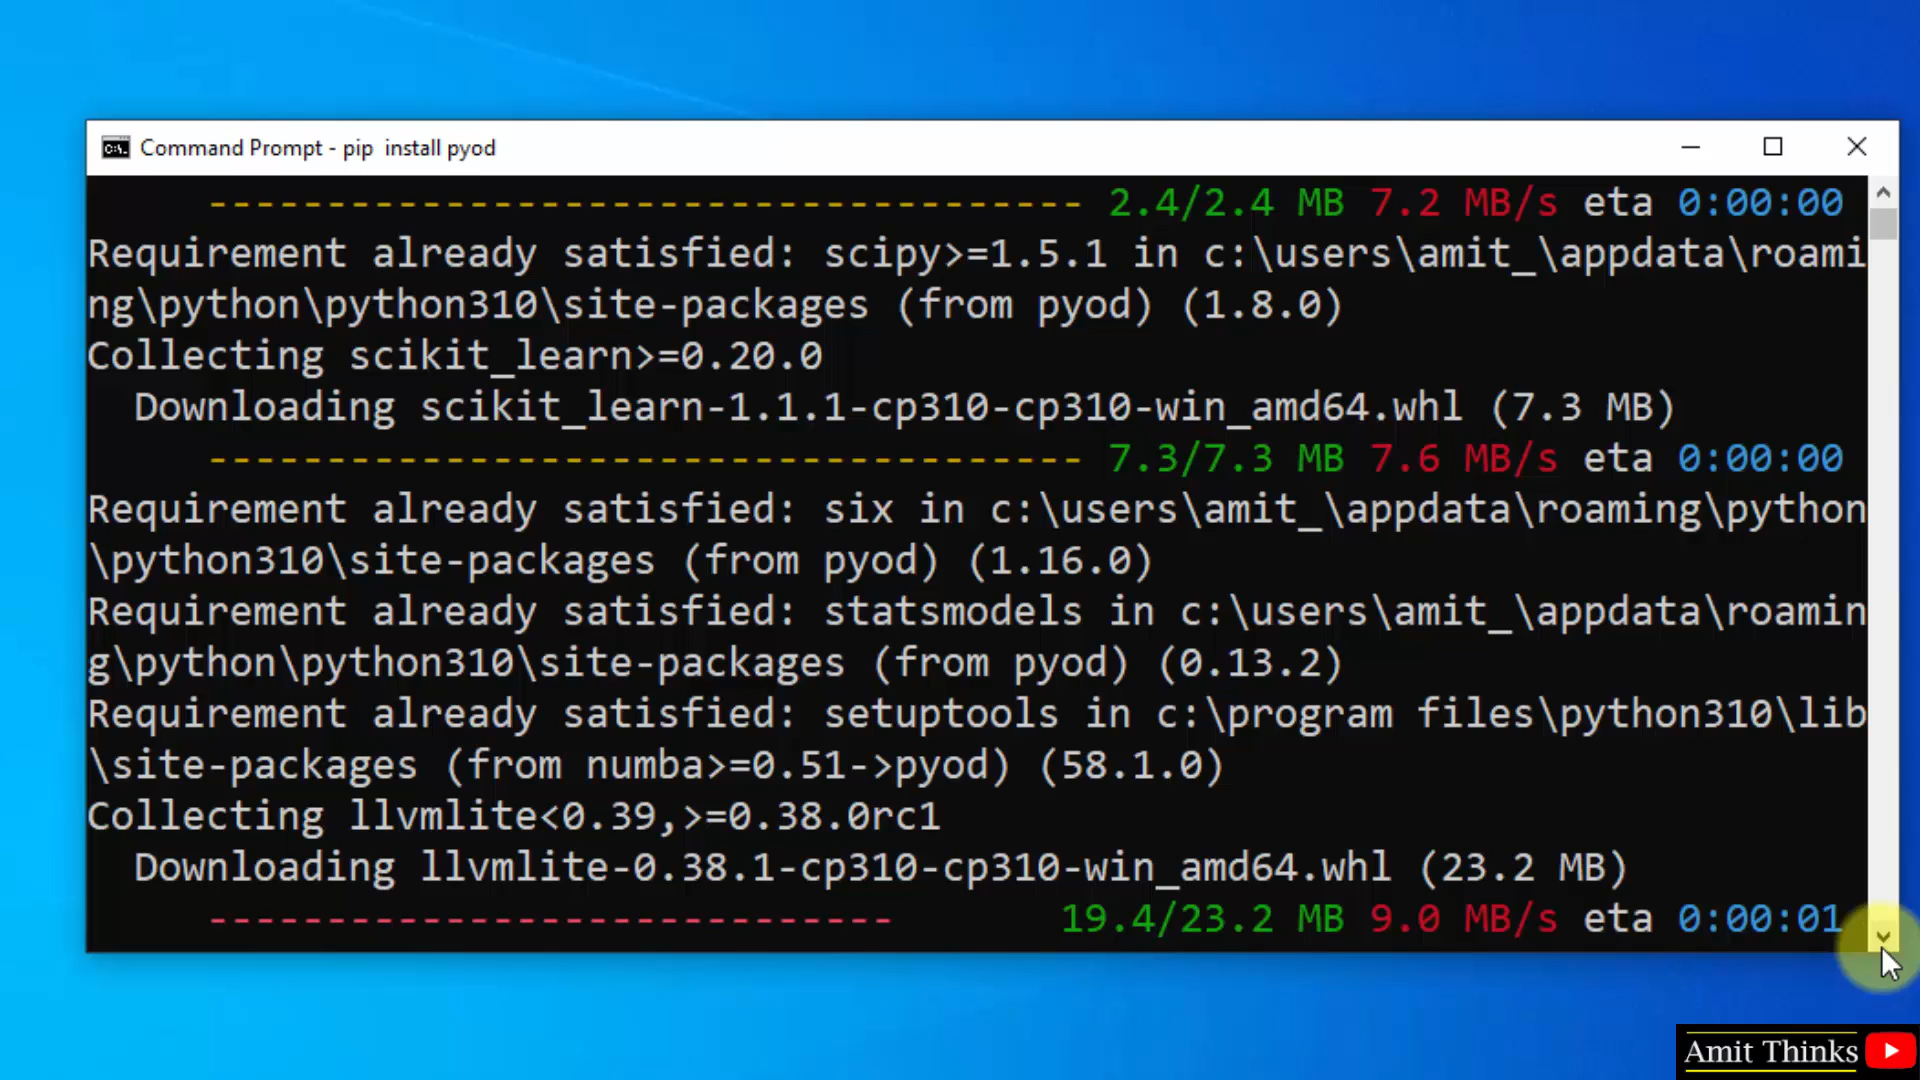 Command Prompt - pip  install pyod
------------------------------------- 2.4/2.4 MB 7.2 MB/s eta 0:00:00
Requirement already satisfied: scipy>=1.5.1 in c:\users\amit_\appdata\roami
ng\python\python310\site-packages (from pyod) (1.8.0)
Collecting scikit_learn>=0.20.0
  Downloading scikit_learn-1.1.1-cp310-cp310-win_amd64.whl (7.3 MB)
------------------------------------- 7.3/7.3 MB 7.6 MB/s eta 0:00:00
Requirement already satisfied: six in c:\users\amit_\appdata\roaming\python
\python310\site-packages (from pyod) (1.16.0)
Requirement already satisfied: statsmodels in c:\users\amit_\appdata\roamin
g\python\python310\site-packages (from pyod) (0.13.2)
Requirement already satisfied: setuptools in c:\program files\python310\lib
\site-packages (from numba>=0.51->pyod) (58.1.0)
Collecting llvmlite<0.39,>=0.38.0rc1
  Downloading llvmlite-0.38.1-cp310-cp310-win_amd64.whl (23.2 MB)
----------------------------- 19.4/23.2 MB 9.0 MB/s eta 0:00:01
Amit Thinks